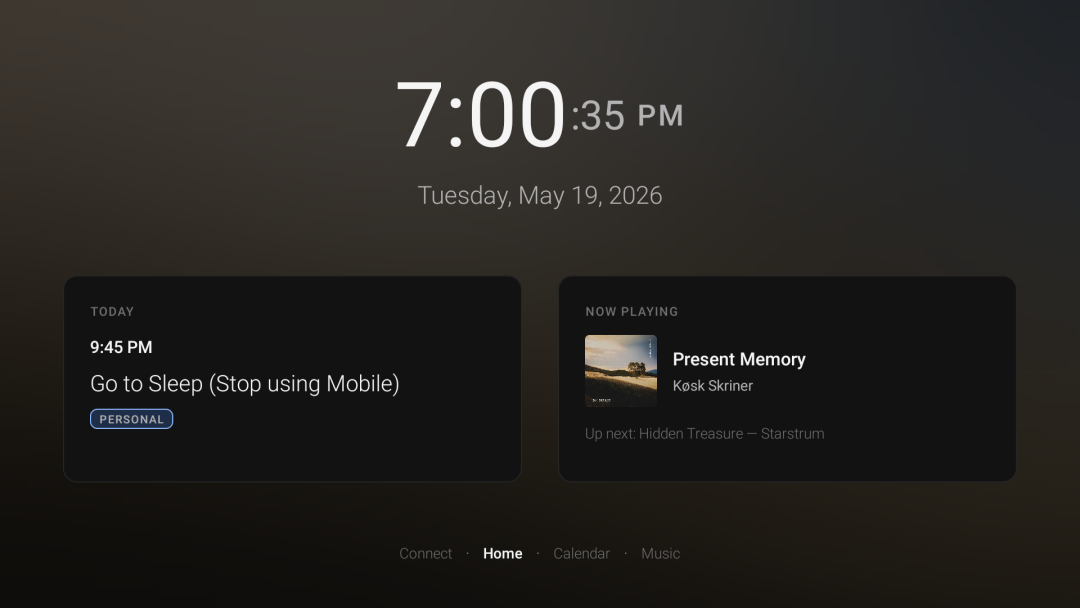 7:00:35 PM
Tuesday, May 19, 2026
TODAY
9:45 PM
Go to Sleep (Stop using Mobile)
PERSONAL
NOW PLAYING
Present Memory
Køsk Skriner
Up next: Hidden Treasure — Starstrum
Connect · Home · Calendar · Music